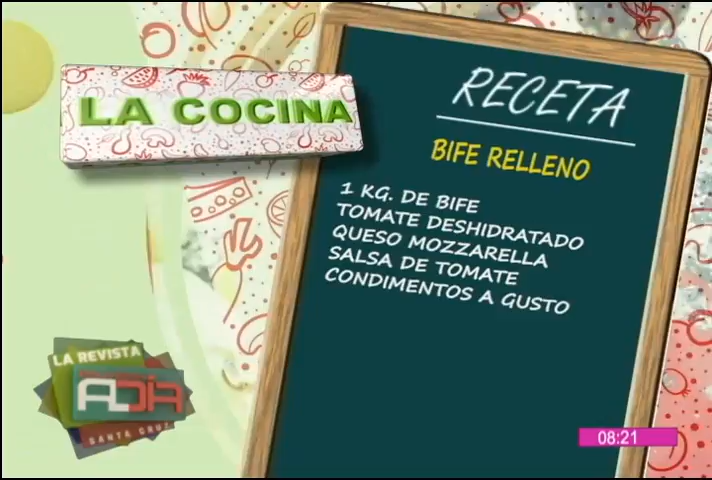 LA COCINA
RECETA
BIFE RELLENO
1 KG. DE BIFE
TOMATE DESHIDRATADO
QUESO MOZZARELLA
SALSA DE TOMATE
CONDIMENTOS A GUSTO
LA REVISTA
ALDÍA
SANTA CRUZ
08:21